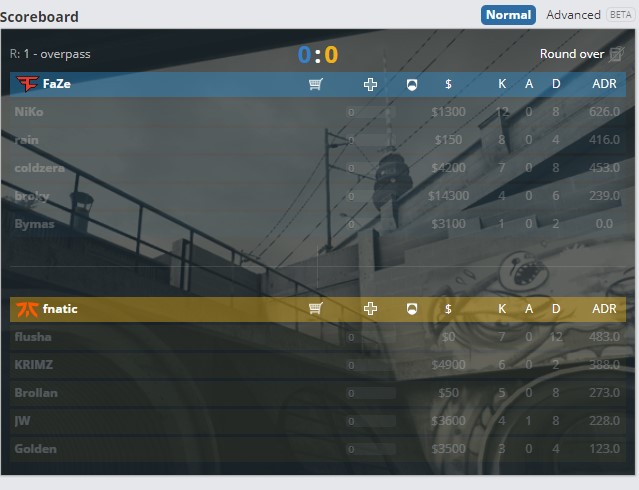 Scoreboard Normal Advanced BETA
R: 1 - overpass 0 : 0 Round over
FaZe $ K A D ADR
NiKo 0 $1300 12 0 8 626.0
rain 0 $150 8 0 4 416.0
coldzera 0 $4200 7 0 8 453.0
broky 0 $14300 4 0 6 239.0
Bymas 0 $3100 1 0 2 0.0
fnatic $ K A D ADR
flusha 0 $0 7 0 12 483.0
KRIMZ 0 $4900 6 0 2 388.0
Brollan 0 $50 5 0 8 273.0
JW 0 $3600 4 1 8 228.0
Golden 0 $3500 3 0 4 123.0